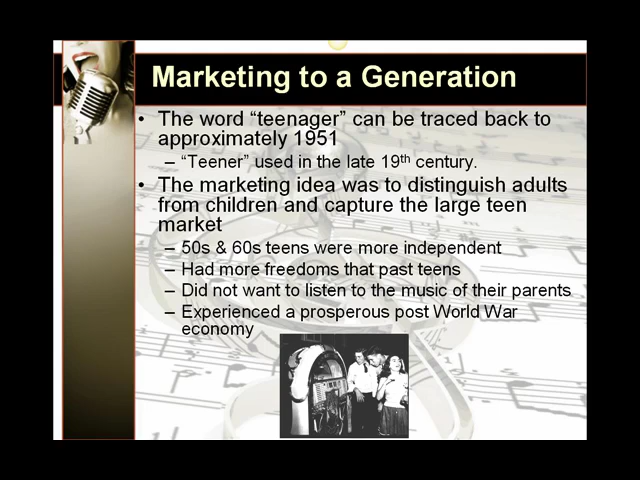 Marketing to a Generation
• The word “teenager” can be traced back to
approximately 1951
– “Teener” used in the late 19th century.
• The marketing idea was to distinguish adults
from children and capture the large teen
market
– 50s & 60s teens were more independent
– Had more freedoms that past teens
– Did not want to listen to the music of their parents
– Experienced a prosperous post World War
economy